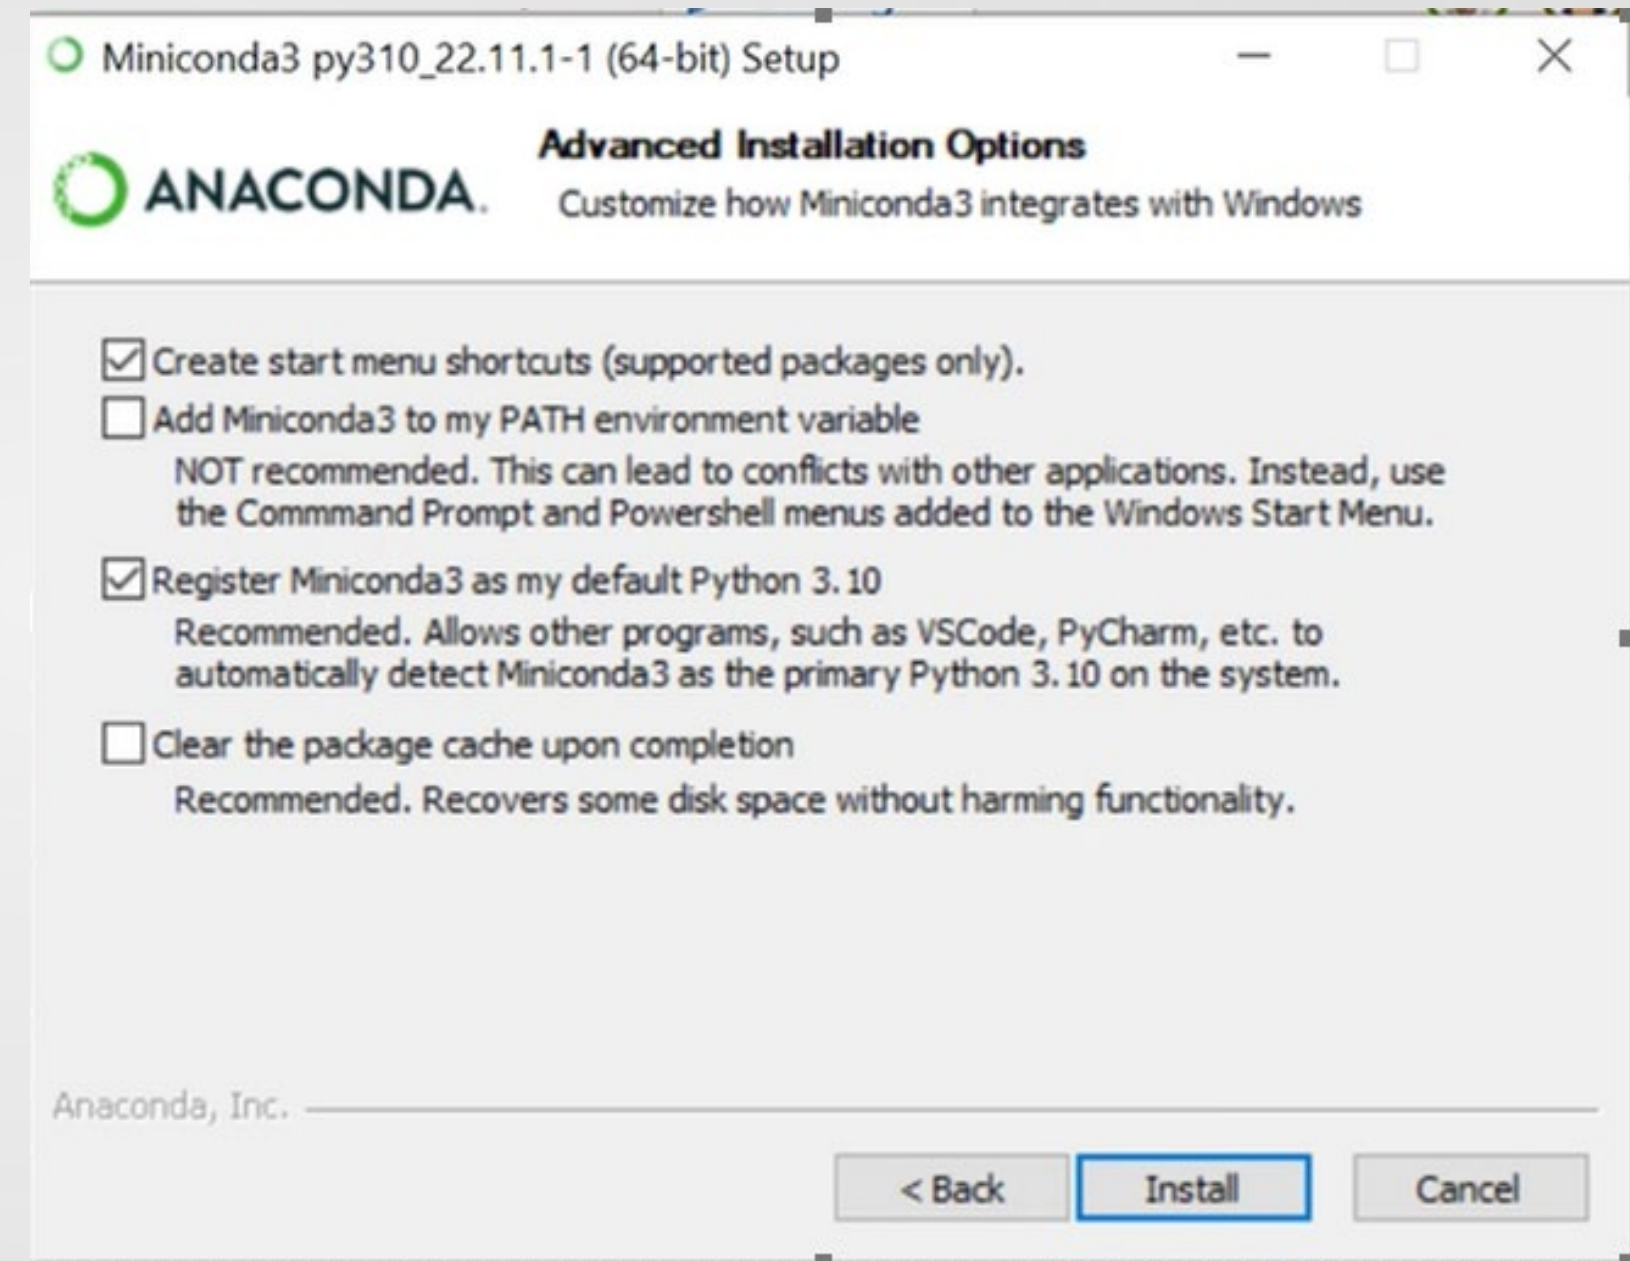 Miniconda3 py310_22.11.1-1 (64-bit) Setup
ANACONDA.
Advanced Installation Options
Customize how Miniconda3 integrates with Windows
Create start menu shortcuts (supported packages only).
Add Miniconda3 to my PATH environment variable
NOT recommended. This can lead to conflicts with other applications. Instead, use
the Commmand Prompt and Powershell menus added to the Windows Start Menu.
Register Miniconda3 as my default Python 3.10
Recommended. Allows other programs, such as VSCode, PyCharm, etc. to
automatically detect Miniconda3 as the primary Python 3.10 on the system.
Clear the package cache upon completion
Recommended. Recovers some disk space without harming functionality.
Anaconda, Inc.
< Back
Install
Cancel